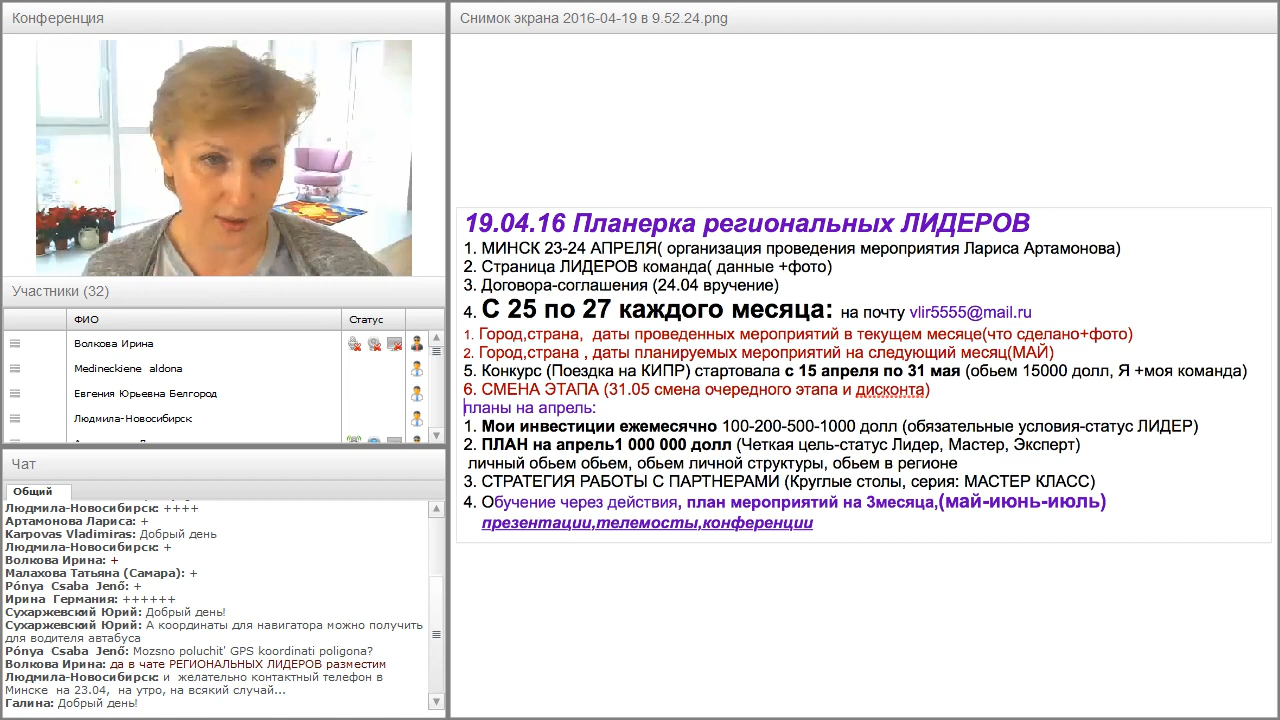 Конференция
Участники (32)
ФИО
Статус
Волкова Ирина
Medineckiene aldona
Евгения Юрьевна Белгород
Людмила-Новосибирск
Чат
Общий
Людмила-Новосибирск: ++++
Артамонова Лариса: +
Karpovas Vladimiras: Добрый день
Людмила-Новосибирск: +
Волкова Ирина: +
Малахова Татьяна (Самара): +
Pónya Csaba Jenő: +
Ирина Германия: ++++++
Сухаржевский Юрий: Добрый день!
Сухаржевский Юрий: А координаты для навигатора можно получить
для водителя автабуса
Pónya Csaba Jenő: Mozsno poluchit' GPS koordinati poligona?
Волкова Ирина: да в чате РЕГИОНАЛЬНЫХ ЛИДЕРОВ разместим
Людмила-Новосибирск: и желательно контактный телефон в
Минске на 23.04, на утро, на всякий случай...
Галина: Добрый день!
Снимок экрана 2016-04-19 в 9.52.24.png
19.04.16 Планерка региональных ЛИДЕРОВ
1. МИНСК 23-24 АПРЕЛЯ( организация проведения мероприятия Лариса Артамонова)
2. Страница ЛИДЕРОВ команда( данные +фото)
3. Договора-соглашения (24.04 вручение)
4. С 25 по 27 каждого месяца: на почту vlir5555@mail.ru
1. Город,страна, даты проведенных мероприятий в текущем месяце(что сделано+фото)
2. Город,страна , даты планируемых мероприятий на следующий месяц(МАЙ)
5. Конкурс (Поездка на КИПР) стартовала с 15 апреля по 31 мая (обьем 15000 долл, Я +моя команда)
6. СМЕНА ЭТАПА (31.05 смена очередного этапа и дисконта)
планы на апрель:
1. Мои инвестиции ежемесячно 100-200-500-1000 долл (обязательные условия-статус ЛИДЕР)
2. ПЛАН на апрель1 000 000 долл (Четкая цель-статус Лидер, Мастер, Эксперт)
личный обьем обьем, обьем личной структуры, обьем в регионе
3. СТРАТЕГИЯ РАБОТЫ С ПАРТНЕРАМИ (Круглые столы, серия: МАСТЕР КЛАСС)
4. Обучение через действия, план мероприятий на 3месяца,(май-июнь-июль)
презентации,телемосты,конференции